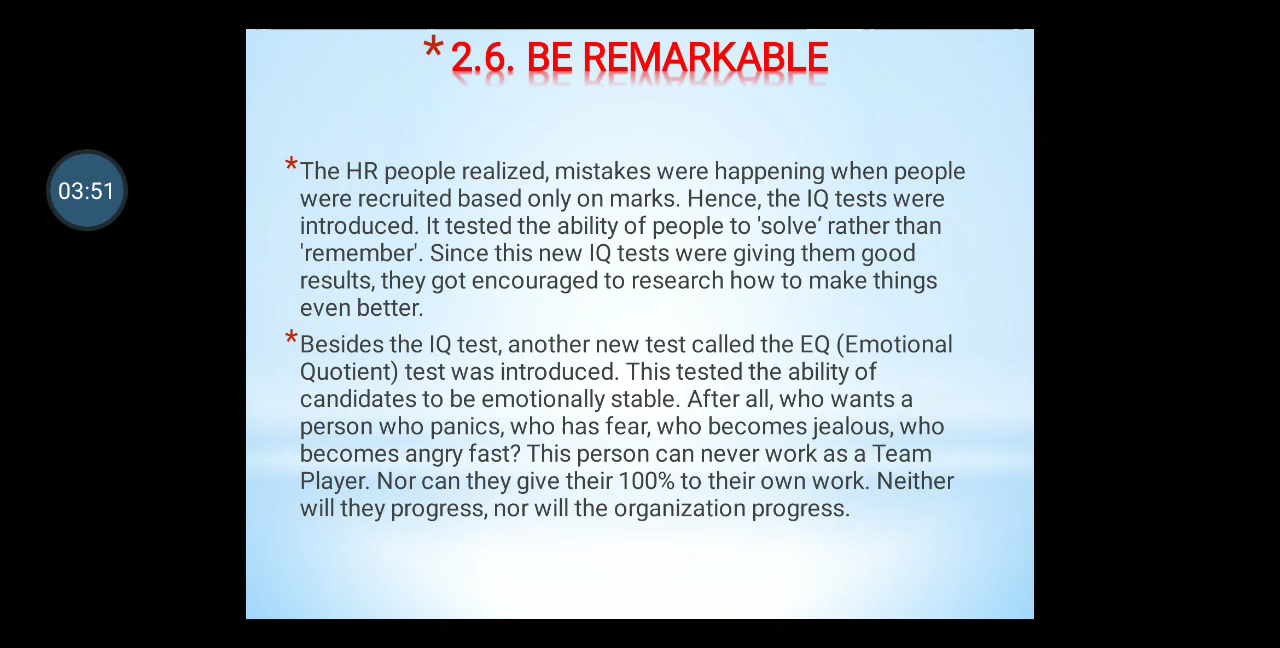 * 2.6. BE REMARKABLE
03:51
*The HR people realized, mistakes were happening when people
were recruited based only on marks. Hence, the IQ tests were
introduced. It tested the ability of people to 'solve‘ rather than
'remember'. Since this new IQ tests were giving them good
results, they got encouraged to research how to make things
even better.
*Besides the IQ test, another new test called the EQ (Emotional
Quotient) test was introduced. This tested the ability of
candidates to be emotionally stable. After all, who wants a
person who panics, who has fear, who becomes jealous, who
becomes angry fast? This person can never work as a Team
Player. Nor can they give their 100% to their own work. Neither
will they progress, nor will the organization progress.